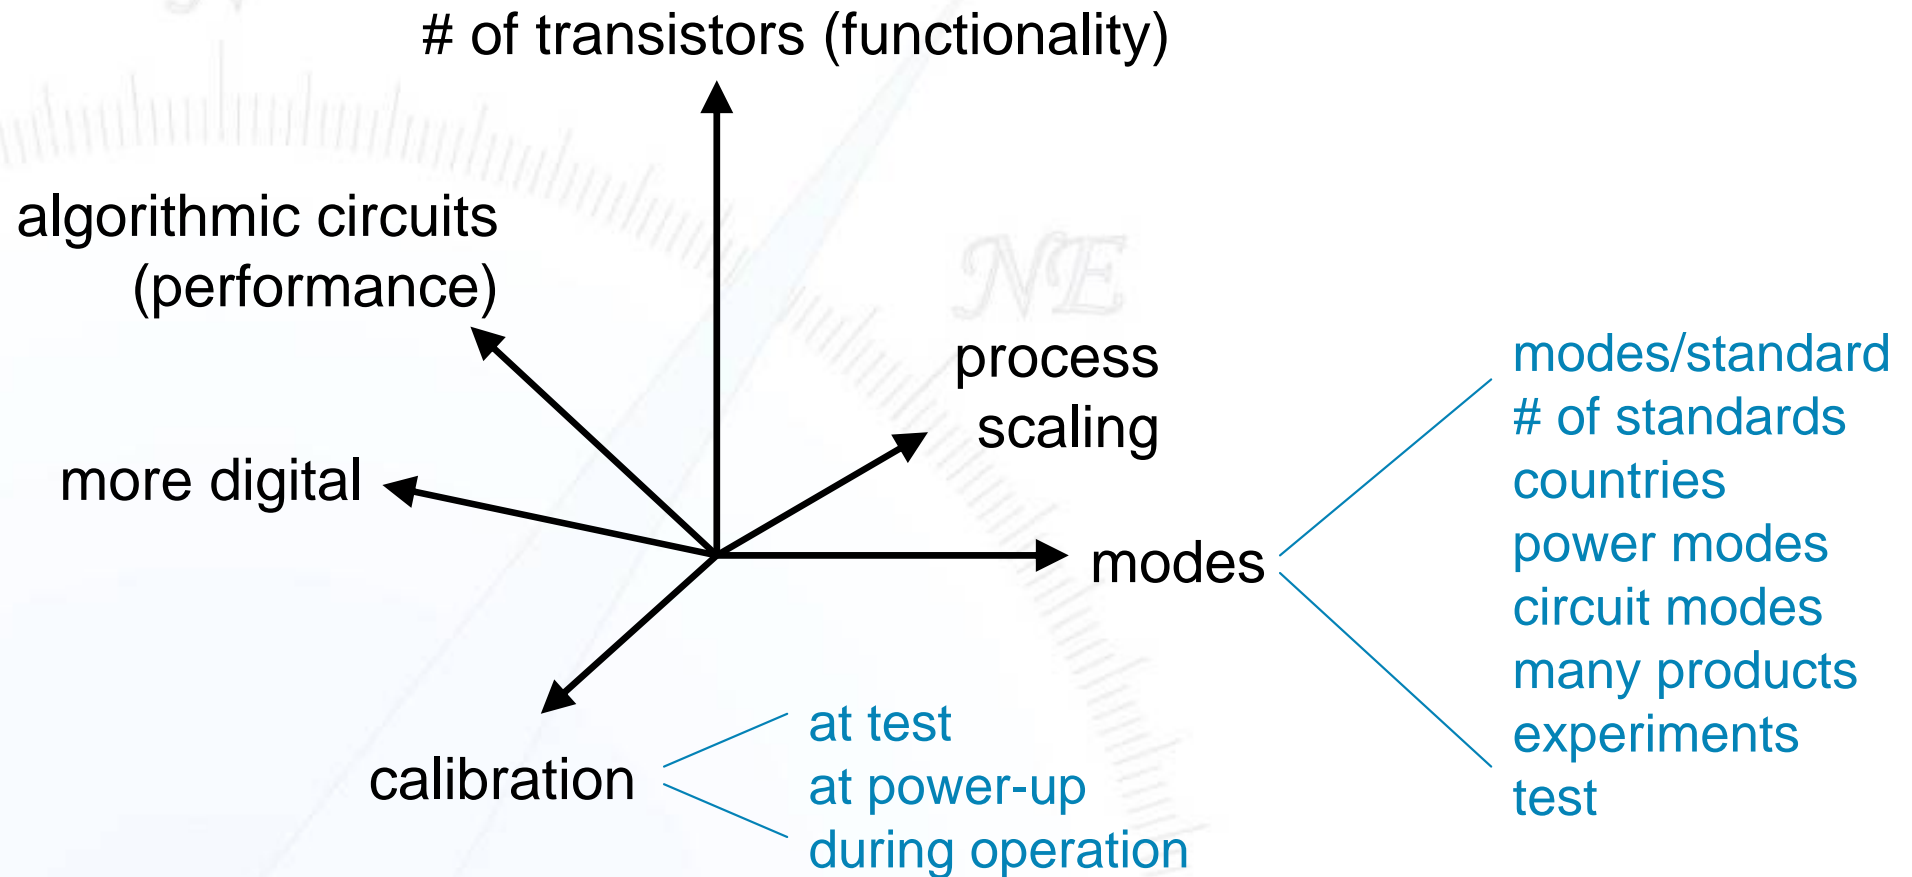 # of transistors (functionality)
algorithmic circuits
(performance)
NE
process
scaling
more digital
modes
modes/standard
# of standards
countries
power modes
circuit modes
many products
experiments
test
calibration
at test
at power-up
during operation